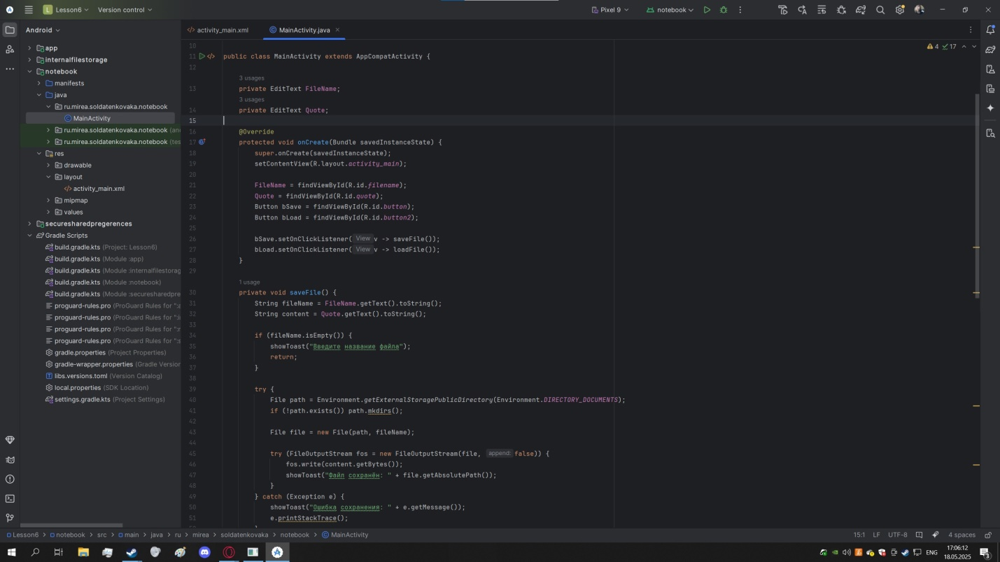 L Lesson6 Version control Pixel 9 notebook
Android
activity_main.xml MainActivity.java
app
internalfilestorage
notebook
manifests
java
ru.mirea.soldatenkovaka.notebook
MainActivity
ru.mirea.soldatenkovaka.notebook
ru.mirea.soldatenkovaka.notebook
res
drawable
layout
activity_main.xml
mipmap
values
securesharedpregerences
Gradle Scripts
build.gradle.kts (Project: Lesson6)
build.gradle.kts (Module :app)
build.gradle.kts (Module :internalfilestorag
build.gradle.kts (Module :notebook)
build.gradle.kts (Module :securesharedpre
proguard-rules.pro (ProGuard Rules for ":a
proguard-rules.pro (ProGuard Rules for ":i
proguard-rules.pro (ProGuard Rules for ":r
proguard-rules.pro (ProGuard Rules for ":s
gradle.properties (Project Properties)
gradle-wrapper.properties (Gradle Version
libs.versions.toml (Version Catalog)
local.properties (SDK Location)
settings.gradle.kts (Project Settings)
4 17
10
11 public class MainActivity extends AppCompatActivity {
12
3 usages
13 private EditText FileName;
3 usages
14 private EditText Quote;
15
16 @Override
17 protected void onCreate(Bundle savedInstanceState) {
18 super.onCreate(savedInstanceState);
19 setContentView(R.layout.activity_main);
20
21 FileName = findViewById(R.id.filename);
22 Quote = findViewById(R.id.quote);
23 Button bSave = findViewById(R.id.button);
24 Button bLoad = findViewById(R.id.button2);
25
26 bSave.setOnClickListener( View v -> saveFile());
27 bLoad.setOnClickListener( View v -> loadFile());
28 }
29
1 usage
30 private void saveFile() {
31 String fileName = FileName.getText().toString();
32 String content = Quote.getText().toString();
33
34 if (fileName.isEmpty()) {
35 showToast("Введите название файла");
36 return;
37 }
38
39 try {
40 File path = Environment.getExternalStoragePublicDirectory(Environment.DIRECTORY_DOCUMENTS);
41 if (!path.exists()) path.mkdirs();
42
43 File file = new File(path, fileName);
44
45 try (FileOutputStream fos = new FileOutputStream(file, append: false)) {
46 fos.write(content.getBytes());
47 showToast("Файл сохранён: " + file.getAbsolutePath());
48 }
49 } catch (Exception e) {
50 showToast("Ошибка сохранения: " + e.getMessage());
51 e.printStackTrace();
Lesson6 > notebook > src > main > java > ru > mirea > soldatenkovaka > notebook > MainActivity 15:1 LF UTF-8 4 spaces
ENG 17:06:12
18.05.2025 3